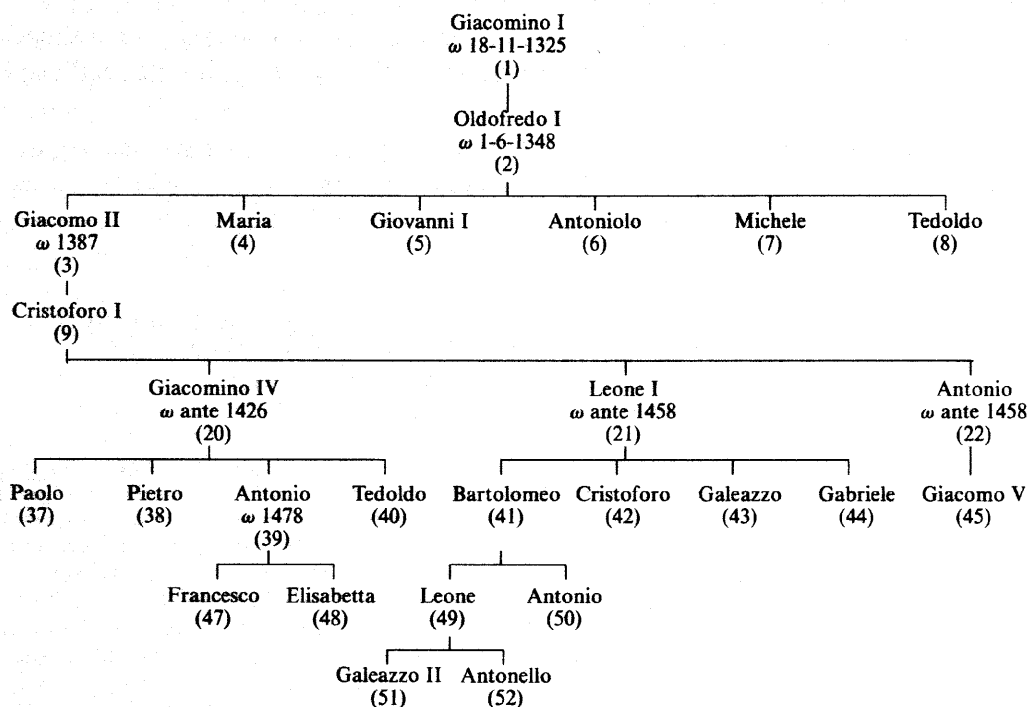 Giacomino I
ω 18-11-1325
(1)
Oldofredo I
ω 1-6-1348
(2)
Giacomo II Maria Giovanni I Antoniolo Michele Tedoldo
ω 1387 (4) (5) (6) (7) (8)
(3)
Cristoforo I
(9)
Giacomino IV Leone I Antonio
ω ante 1426 ω ante 1458 ω ante 1458
(20) (21) (22)
Paolo Pietro Antonio Tedoldo Bartolomeo Cristoforo Galeazzo Gabriele Giacomo V
(37) (38) ω 1478 (40) (41) (42) (43) (44) (45)
(39)
Francesco Elisabetta Leone Antonio
(47) (48) (49) (50)
Galeazzo II Antonello
(51) (52)